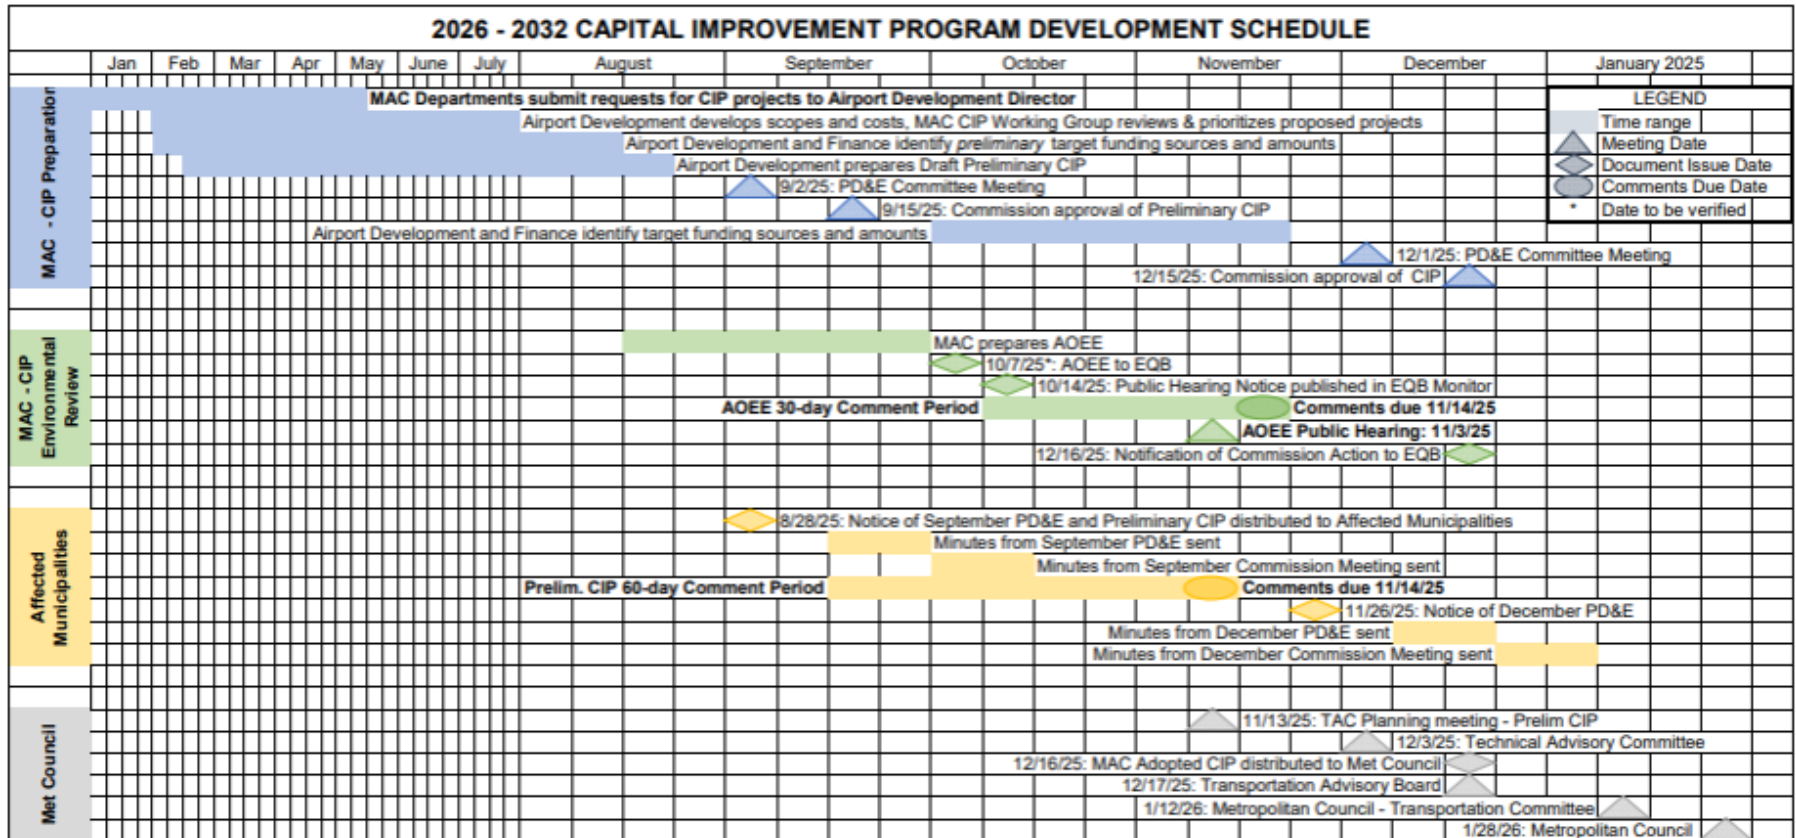 2026 - 2032 CAPITAL IMPROVEMENT PROGRAM DEVELOPMENT SCHEDULE
Jan Feb Mar Apr May June July August September October November December January 2025
MAC - CIP Preparation
MAC Departments submit requests for CIP projects to Airport Development Director
Airport Development develops scopes and costs, MAC CIP Working Group reviews & prioritizes proposed projects
Airport Development and Finance identify preliminary target funding sources and amounts
Airport Development prepares Draft Preliminary CIP
9/2/25: PD&E Committee Meeting
9/15/25: Commission approval of Preliminary CIP
Airport Development and Finance identify target funding sources and amounts
12/1/25: PD&E Committee Meeting
12/15/25: Commission approval of CIP
LEGEND
Time range
Meeting Date
Document Issue Date
Comments Due Date
* Date to be verified
MAC - CIP
Environmental
Review
MAC prepares AOEE
10/7/25*: AOEE to EQB
10/14/25: Public Hearing Notice published in EQB Monitor
AOEE 30-day Comment Period Comments due 11/14/25
AOEE Public Hearing: 11/3/25
12/16/25: Notification of Commission Action to EQB
Affected
Municipalities
8/28/25: Notice of September PD&E and Preliminary CIP distributed to Affected Municipalities
Minutes from September PD&E sent
Minutes from September Commission Meeting sent
Prelim. CIP 60-day Comment Period Comments due 11/14/25
11/26/25: Notice of December PD&E
Minutes from December PD&E sent
Minutes from December Commission Meeting sent
Met Council
11/13/25: TAC Planning meeting - Prelim CIP
12/3/25: Technical Advisory Committee
12/16/25: MAC Adopted CIP distributed to Met Council
12/17/25: Transportation Advisory Board
1/12/26: Metropolitan Council - Transportation Committee
1/28/26: Metropolitan Council